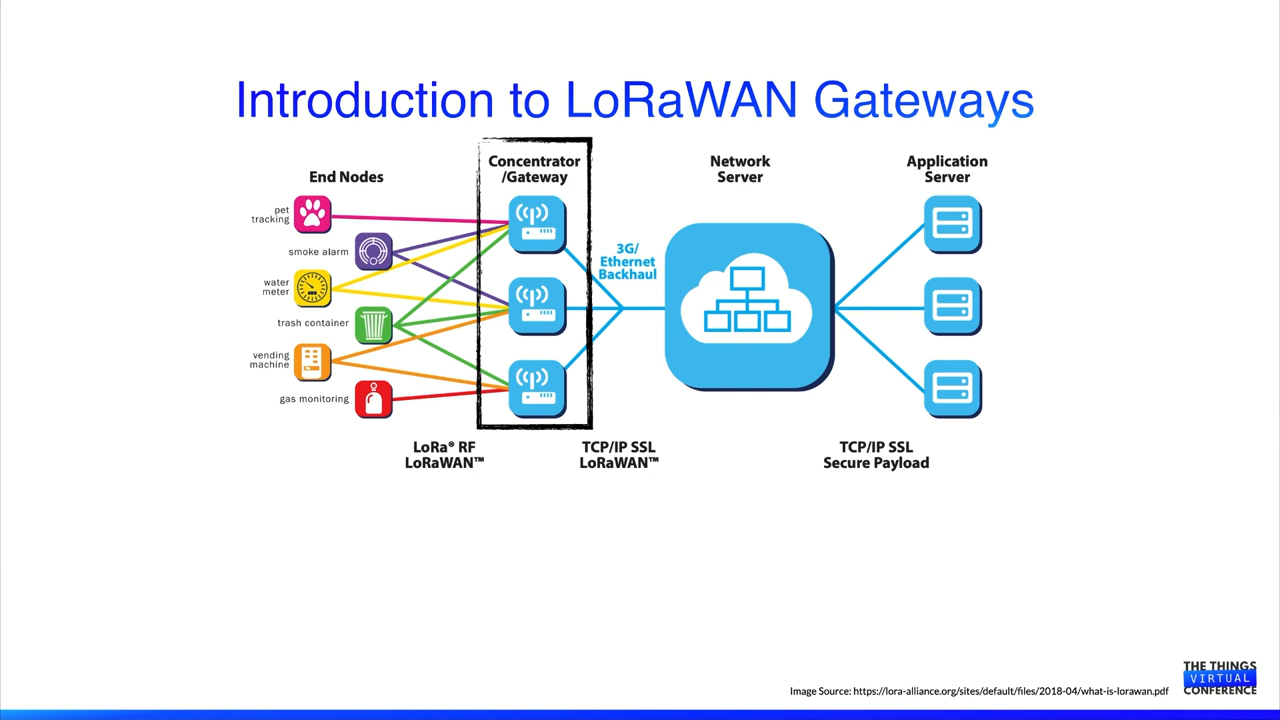 Introduction to LoRaWAN Gateways
End Nodes
Concentrator
/Gateway
Network
Server
Application
Server
pet
tracking
smoke alarm
water
meter
trash container
vending
machine
gas monitoring
3G/
Ethernet
Backhaul
LoRa® RF
LoRaWAN™
TCP/IP SSL
LoRaWAN™
TCP/IP SSL
Secure Payload
Image Source: https://lora-alliance.org/sites/default/files/2018-04/what-is-lorawan.pdf
THE THINGS
VIRTUAL
CONFERENCE